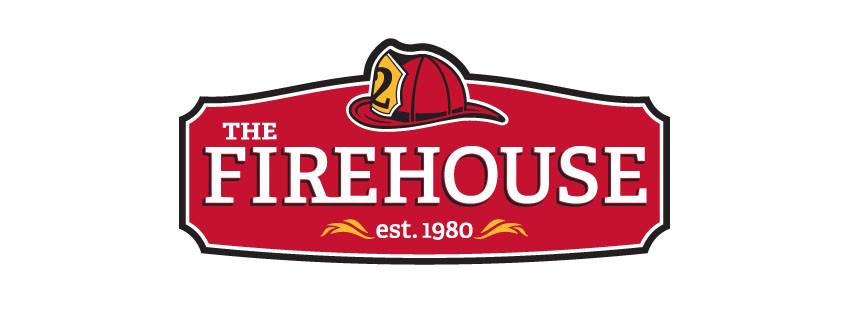 2
THE
FIREHOUSE
est. 1980